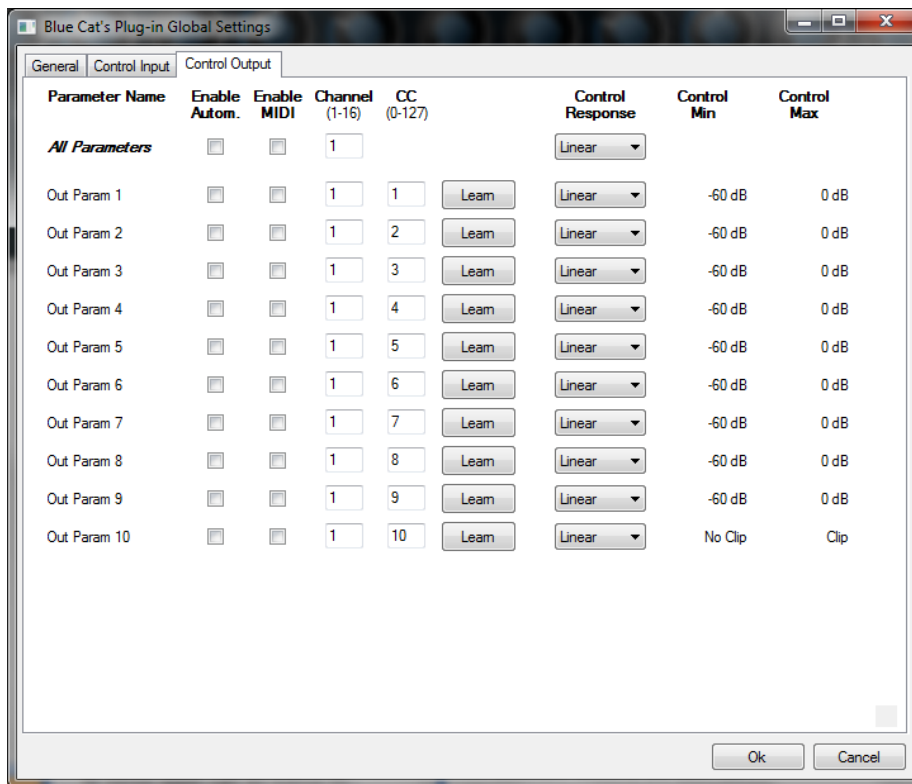 Blue Cat's Plug-in Global Settings
General Control Input Control Output
Parameter Name Enable Autom. Enable MIDI Channel (1-16) CC (0-127) Control Response Control Min Control Max
All Parameters 1 Linear
Out Param 1 1 1 Learn Linear -60 dB 0 dB
Out Param 2 1 2 Learn Linear -60 dB 0 dB
Out Param 3 1 3 Learn Linear -60 dB 0 dB
Out Param 4 1 4 Learn Linear -60 dB 0 dB
Out Param 5 1 5 Learn Linear -60 dB 0 dB
Out Param 6 1 6 Learn Linear -60 dB 0 dB
Out Param 7 1 7 Learn Linear -60 dB 0 dB
Out Param 8 1 8 Learn Linear -60 dB 0 dB
Out Param 9 1 9 Learn Linear -60 dB 0 dB
Out Param 10 1 10 Learn Linear No Clip Clip
Ok Cancel